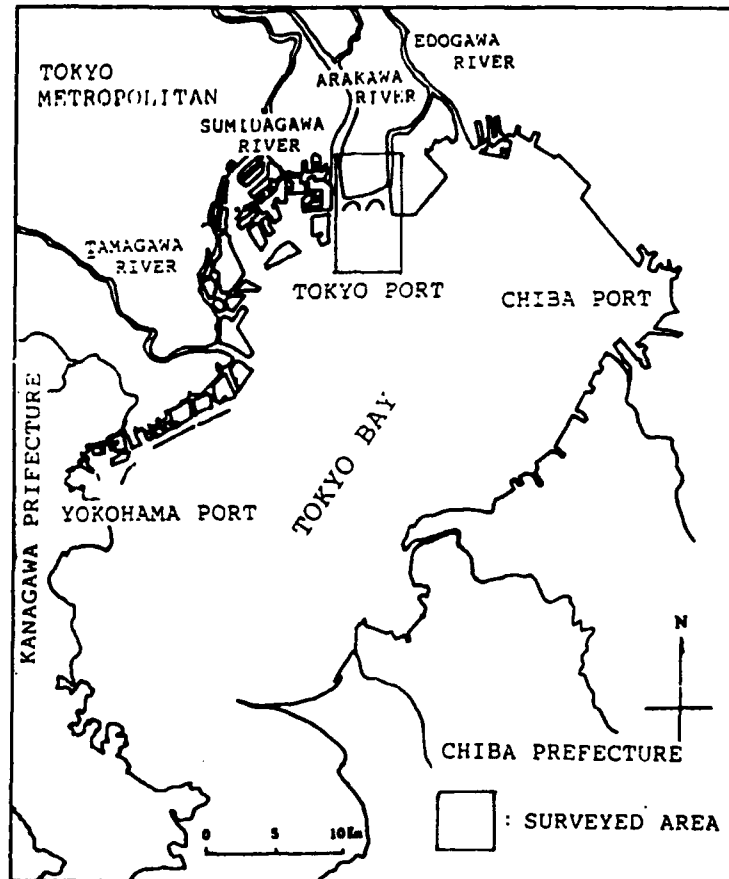 EDOGAWA
RIVER
TOKYO
METROPOLITAN
ARAKAWA
RIVER
SUMIDAGAWA
RIVER
TAMAGAWA
RIVER
TOKYO PORT
CHIBA PORT
KANAGAWA PRIFECTURE
TOKYO BAY
YOKOHAMA PORT
N
CHIBA PREFECTURE
0 5 10Km
: SURVEYED AREA